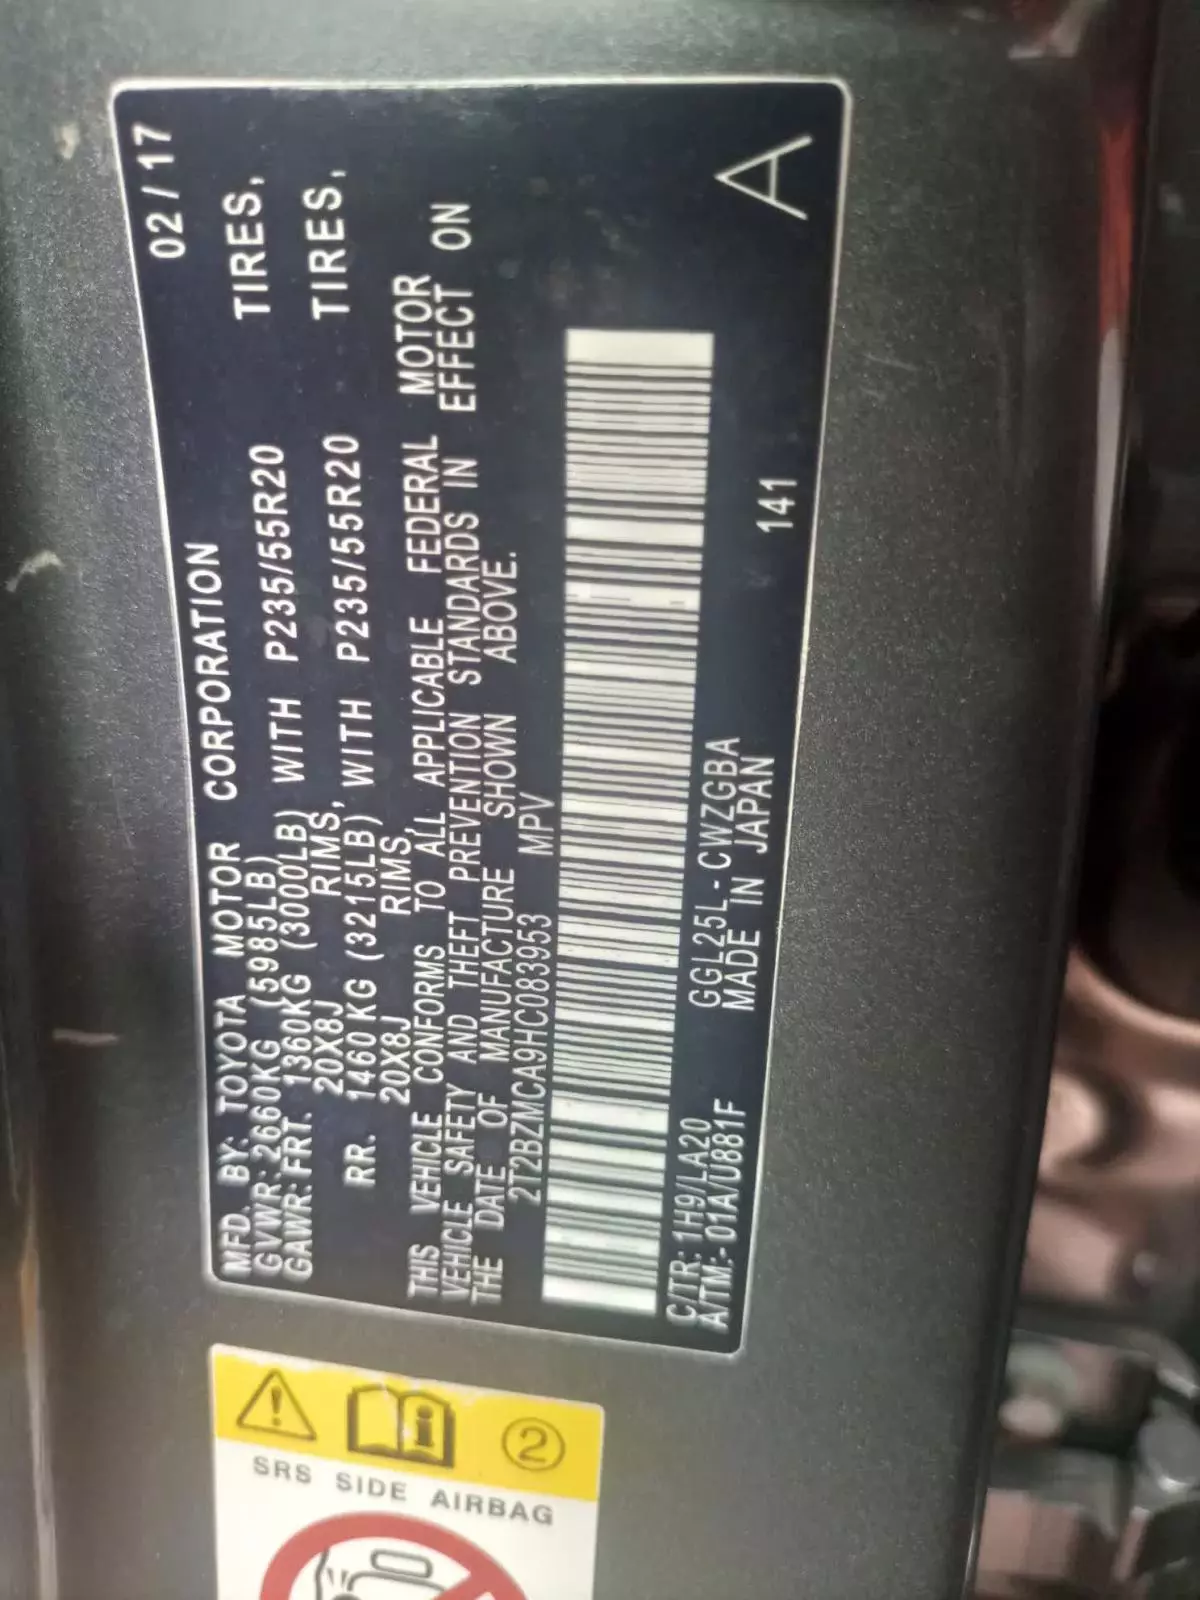 MFD. BY: TOYOTA MOTOR CORPORATION 02/17
GVWR: 2660KG (5985LB)
GAWR: FRT. 1360KG (3000LB) WITH P235/55R20 TIRES,
20X8J RIMS,
RR. 1460KG (3215LB) WITH P235/55R20 TIRES,
20X8J RIMS,
THIS VEHICLE CONFORMS TO ALL APPLICABLE FEDERAL MOTOR
VEHICLE SAFETY AND THEFT PREVENTION STANDARDS IN EFFECT ON
THE DATE OF MANUFACTURE SHOWN ABOVE.
2T2BZMCA9HC083953 MPV
C/TR: 1H9/LA20 GGL25L-CWZGBA
A/TM:-01A/U881F MADE IN JAPAN 141
A
2
SRS SIDE AIRBAG